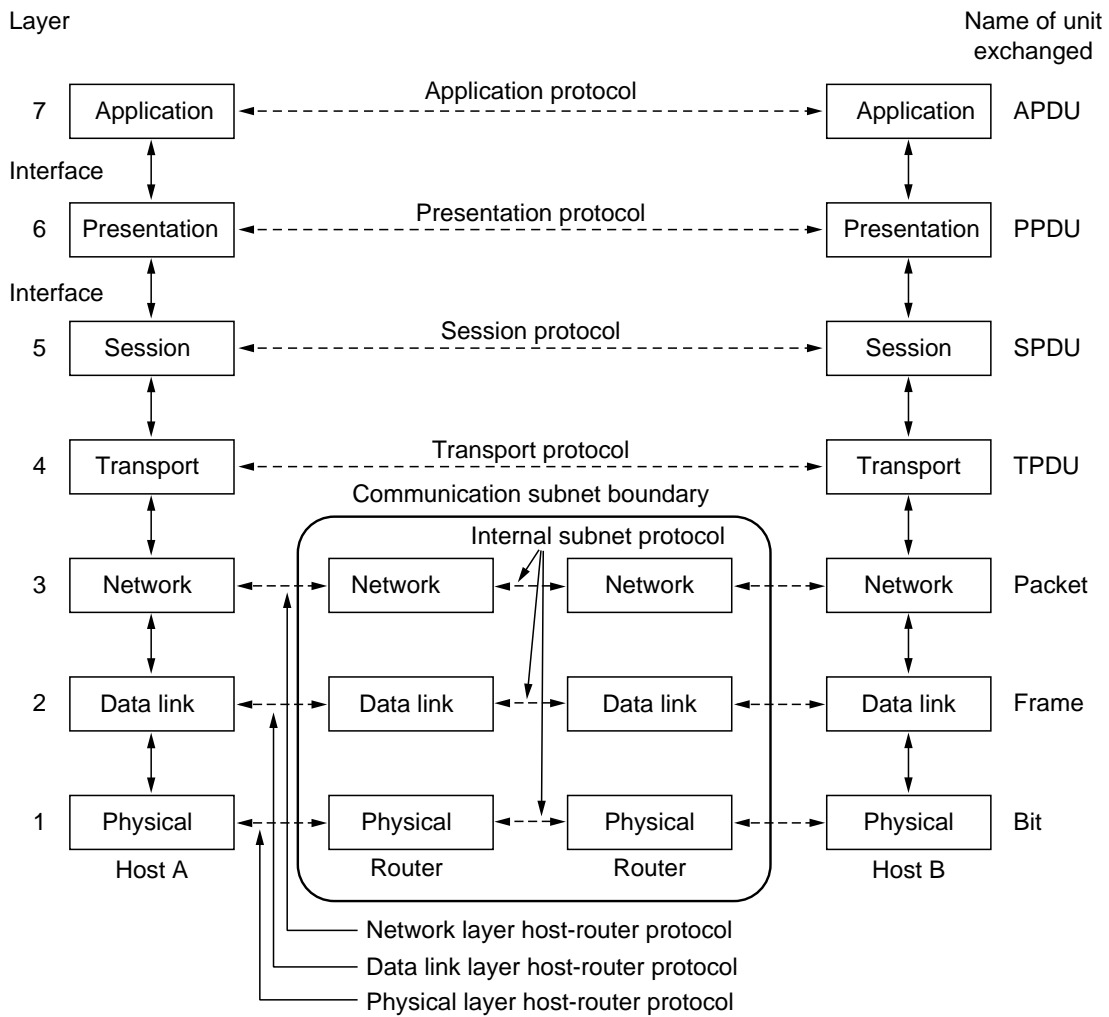 Layer
Name of unit
exchanged
Application protocol
7
Application
Application
APDU
Interface
Presentation protocol
6
Presentation
Presentation
PPDU
Interface
Session protocol
5
Session
Session
SPDU
Transport protocol
4
Transport
Transport
TPDU
Communication subnet boundary
Internal subnet protocol
3
Network
Network
Network
Network
Packet
2
Data link
Data link
Data link
Data link
Frame
1
Physical
Physical
Physical
Physical
Bit
Host A
Router
Router
Host B
Network layer host-router protocol
Data link layer host-router protocol
Physical layer host-router protocol